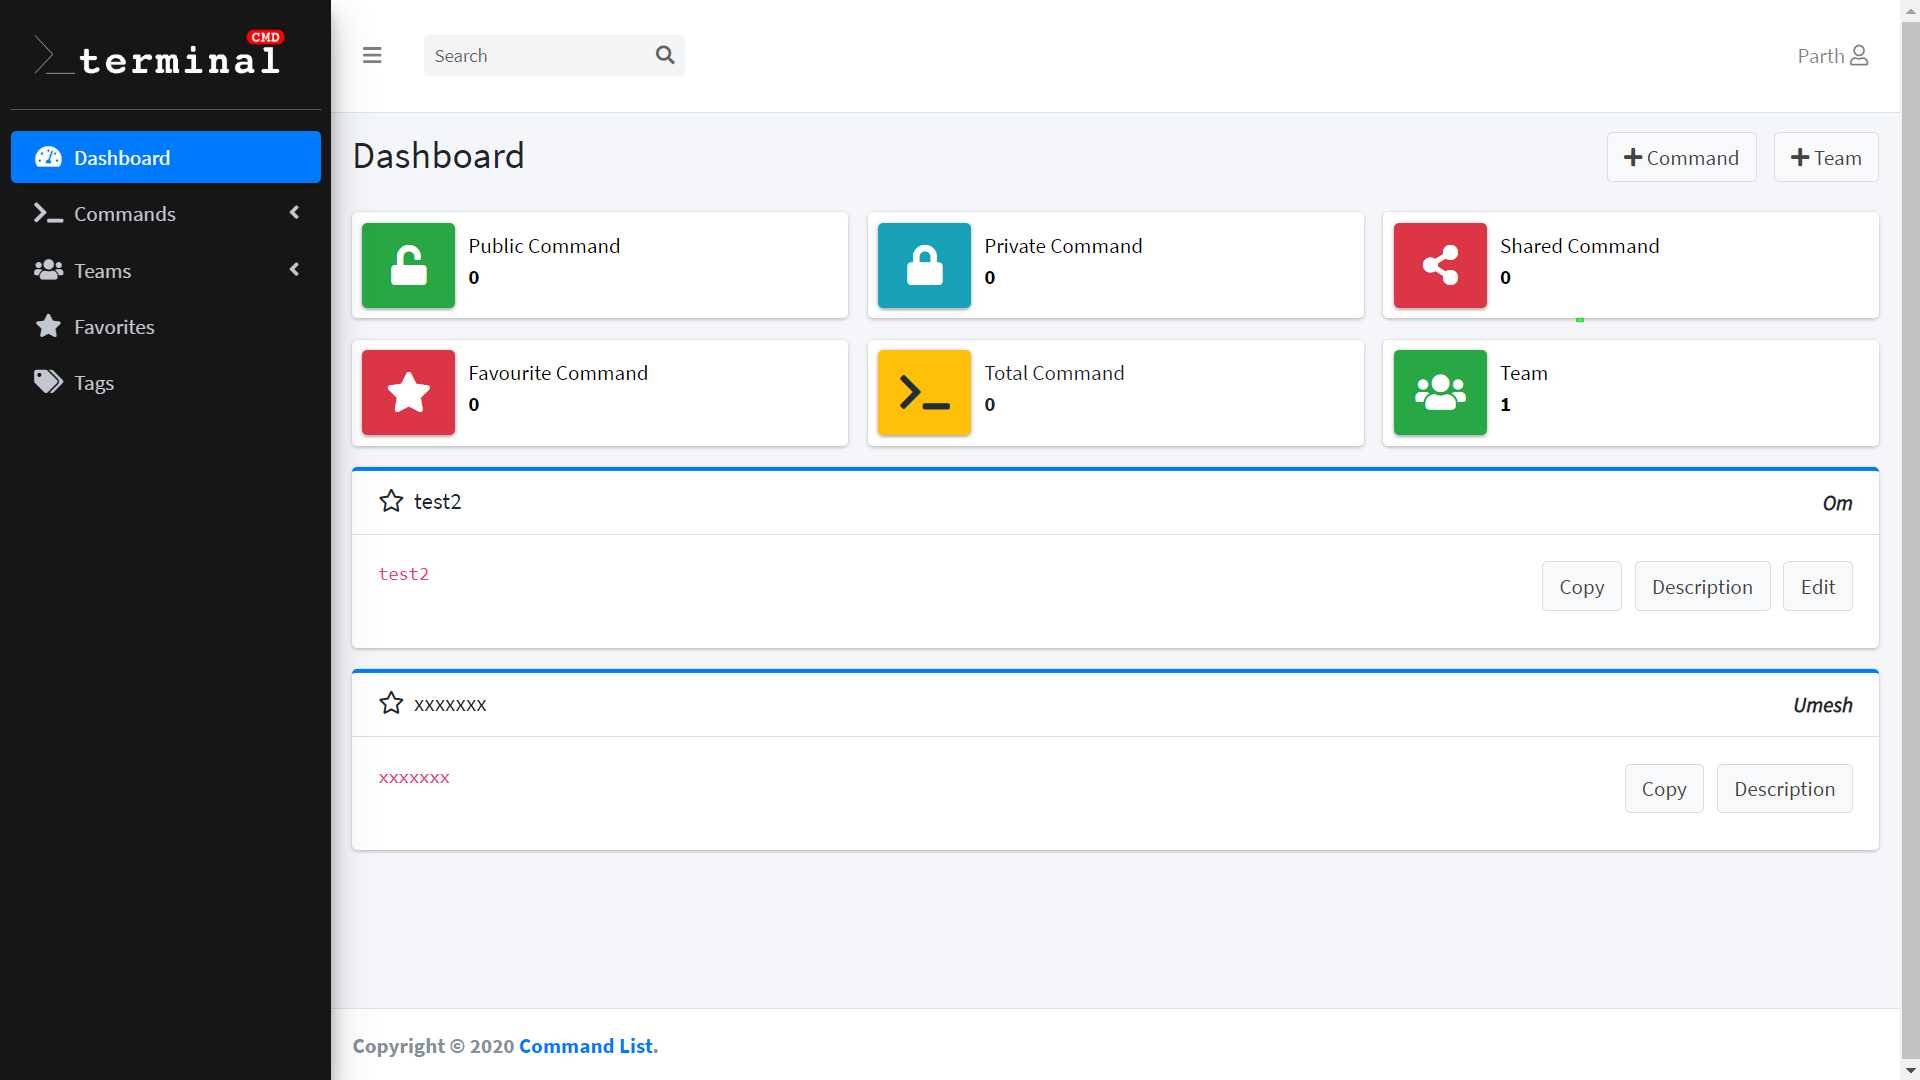 CMD
terminal
Search
Parth
Dashboard
Commands
Teams
Favorites
Tags
Dashboard
Command
Team
Public Command
0
Private Command
0
Shared Command
0
Favourite Command
0
Total Command
0
Team
1
test2
Om
test2
Copy
Description
Edit
xxxxxxx
Umesh
xxxxxxx
Copy
Description
Copyright © 2020 Command List.